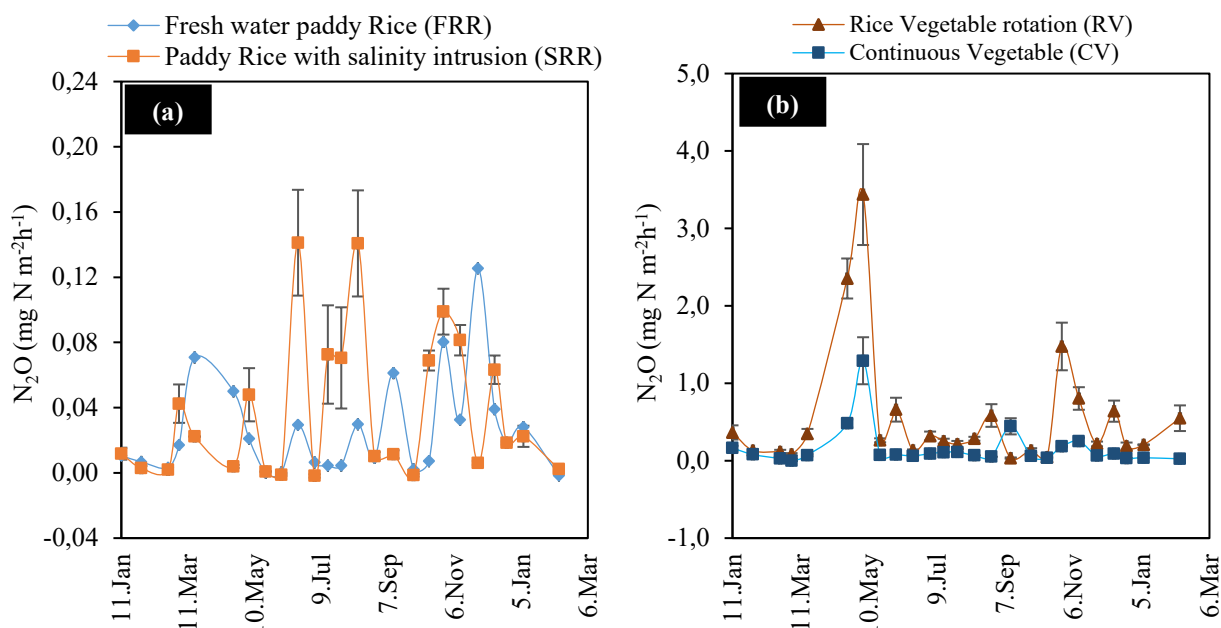 Fresh water paddy Rice (FRR)
Paddy Rice with salinity intrusion (SRR)
(a)
N₂O (mg N m⁻²h⁻¹)
0,24
0,20
0,16
0,12
0,08
0,04
0,00
-0,04
11.Jan
11.Mar
10.May
9.Jul
7.Sep
6.Nov
5.Jan
6.Mar
Rice Vegetable rotation (RV)
Continuous Vegetable (CV)
(b)
N₂O (mg N m⁻²h⁻¹)
5,0
4,0
3,0
2,0
1,0
0,0
-1,0
11.Jan
11.Mar
10.May
9.Jul
7.Sep
6.Nov
5.Jan
6.Mar